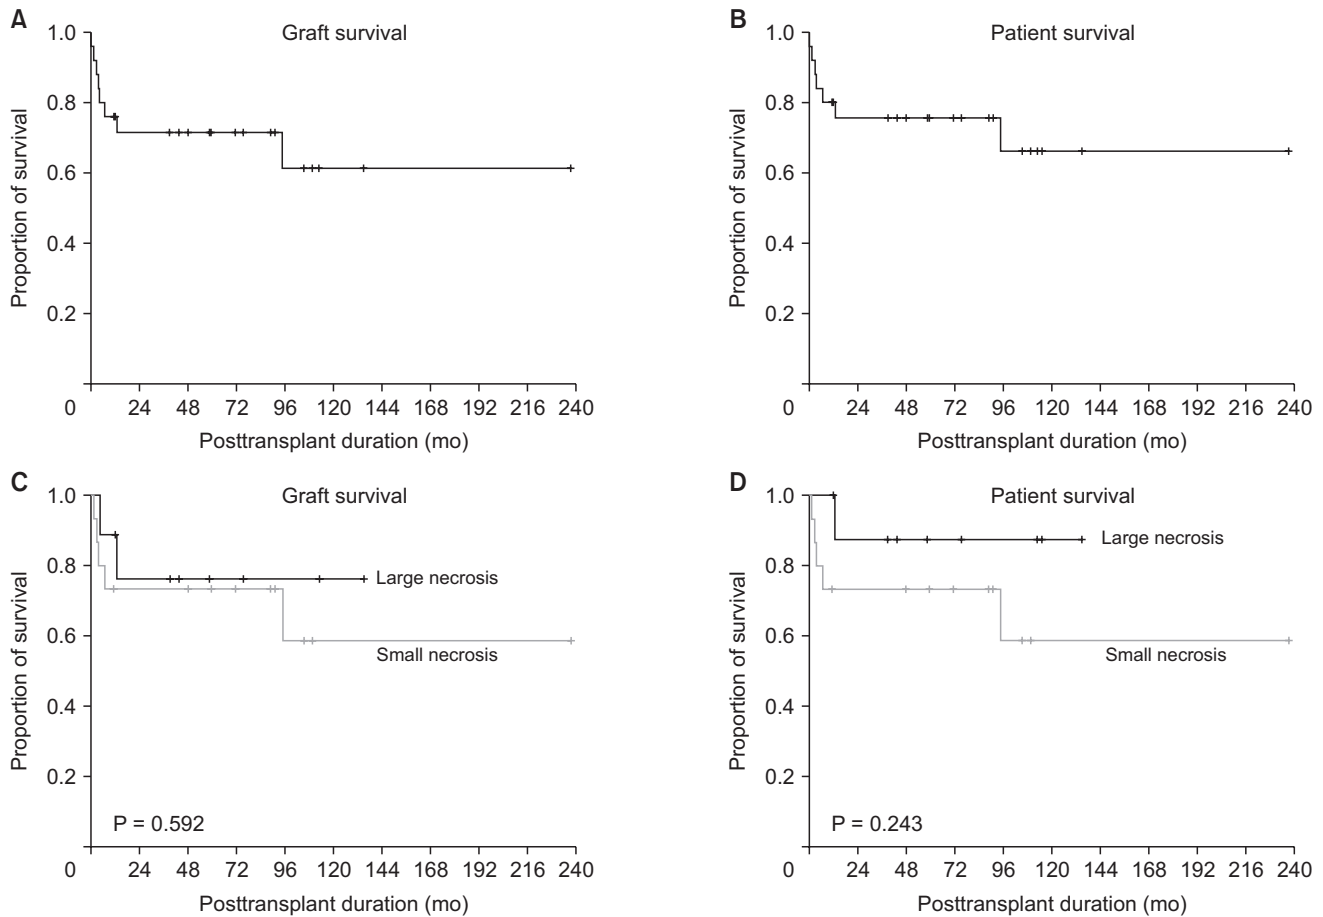 A
Graft survival
1.0
0.8
0.6
0.4
0.2
Proportion of survival
0 24 48 72 96 120 144 168 192 216 240
Posttransplant duration (mo)
B
Patient survival
1.0
0.8
0.6
0.4
0.2
Proportion of survival
0 24 48 72 96 120 144 168 192 216 240
Posttransplant duration (mo)
C
Graft survival
1.0
0.8
0.6
0.4
0.2
Proportion of survival
Large necrosis
Small necrosis
P = 0.592
0 24 48 72 96 120 144 168 192 216 240
Posttransplant duration (mo)
D
Patient survival
1.0
0.8
0.6
0.4
0.2
Proportion of survival
Large necrosis
Small necrosis
P = 0.243
0 24 48 72 96 120 144 168 192 216 240
Posttransplant duration (mo)